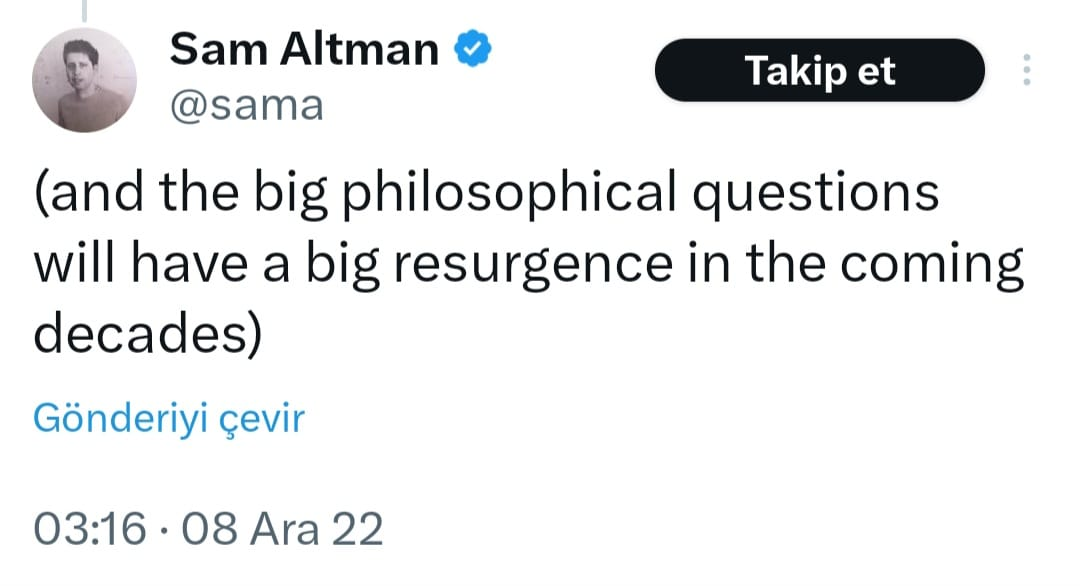 Sam Altman
@sama
Takip et
(and the big philosophical questions
will have a big resurgence in the coming
decades)
Gönderiyi çevir
03:16 · 08 Ara 22